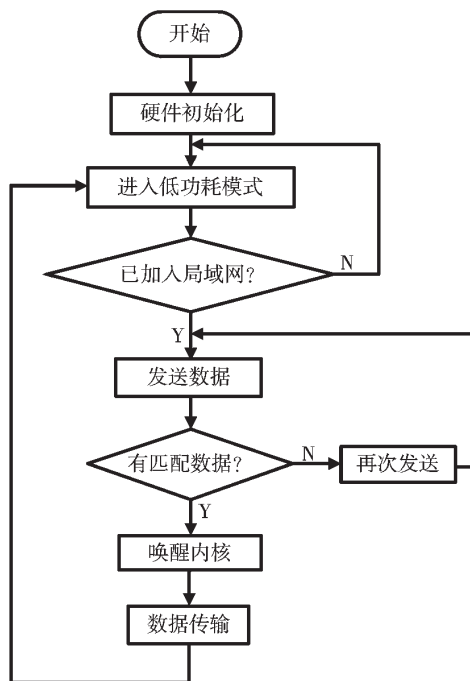 开始
硬件初始化
进入低功耗模式
已加入局域网?
N
Y
发送数据
有匹配数据?
N
再次发送
Y
唤醒内核
数据传输